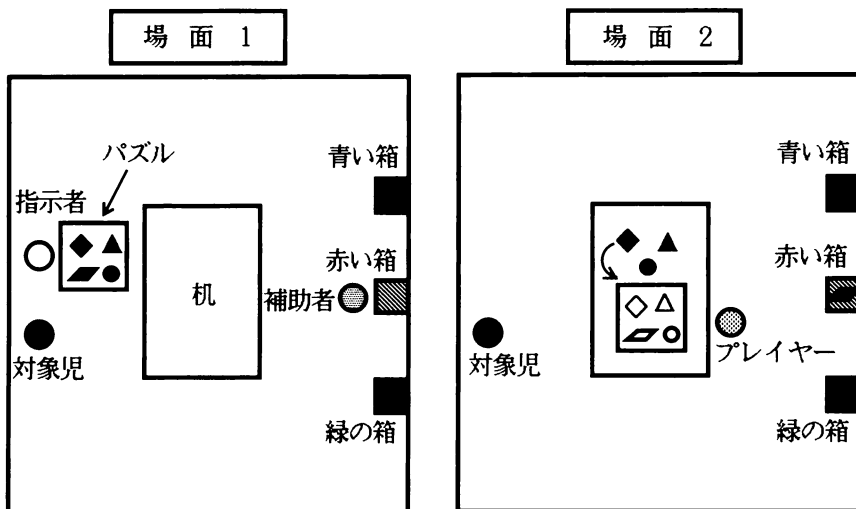 場面1
パズル
青い箱
指示者
赤い箱
机
補助者
対象児
緑の箱
場面2
青い箱
赤い箱
対象児
プレイヤー
緑の箱